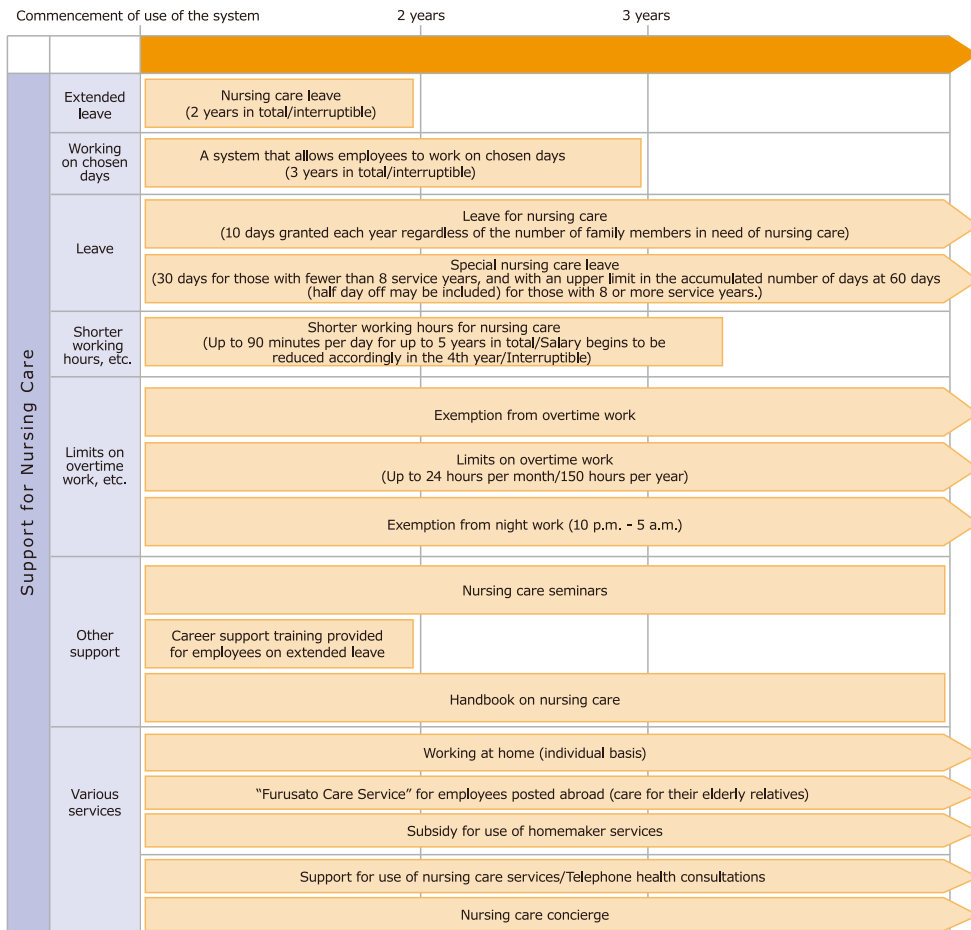 Commencement of use of the system
2 years
3 years
Support for Nursing Care
Extended
leave
Nursing care leave
(2 years in total/interruptible)
Working
on chosen
days
A system that allows employees to work on chosen days
(3 years in total/interruptible)
Leave
Leave for nursing care
(10 days granted each year regardless of the number of family members in need of nursing care)
Special nursing care leave
(30 days for those with fewer than 8 service years, and with an upper limit in the accumulated number of days at 60 days
(half day off may be included) for those with 8 or more service years.)
Shorter
working
hours, etc.
Shorter working hours for nursing care
(Up to 90 minutes per day for up to 5 years in total/Salary begins to be
reduced accordingly in the 4th year/Interruptible)
Limits on
overtime
work, etc.
Exemption from overtime work
Limits on overtime work
(Up to 24 hours per month/150 hours per year)
Exemption from night work (10 p.m. - 5 a.m.)
Other
support
Nursing care seminars
Career support training provided
for employees on extended leave
Handbook on nursing care
Various
services
Working at home (individual basis)
“Furusato Care Service” for employees posted abroad (care for their elderly relatives)
Subsidy for use of homemaker services
Support for use of nursing care services/Telephone health consultations
Nursing care concierge